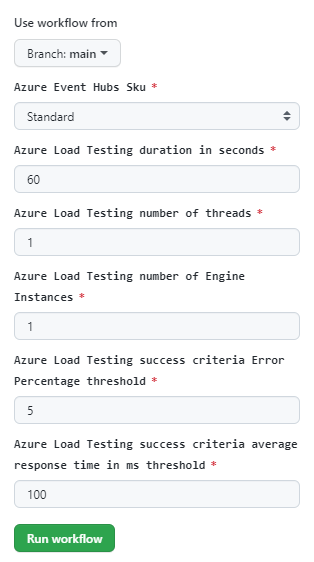 Use workflow from
Branch: main
Azure Event Hubs Sku *
Standard
Azure Load Testing duration in seconds *
60
Azure Load Testing number of threads *
1
Azure Load Testing number of Engine
Instances *
1
Azure Load Testing success criteria Error
Percentage threshold *
5
Azure Load Testing success criteria average
response time in ms threshold *
100
Run workflow